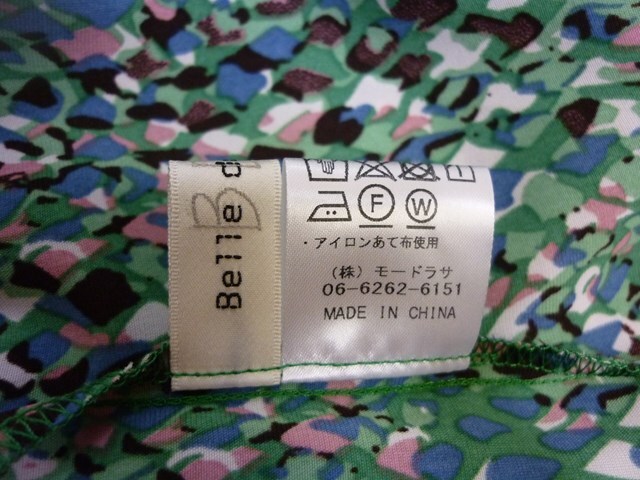 Belle
B
F W
・アイロンあて布使用
（株）モードラサ
06-6262-6151
MADE IN CHINA